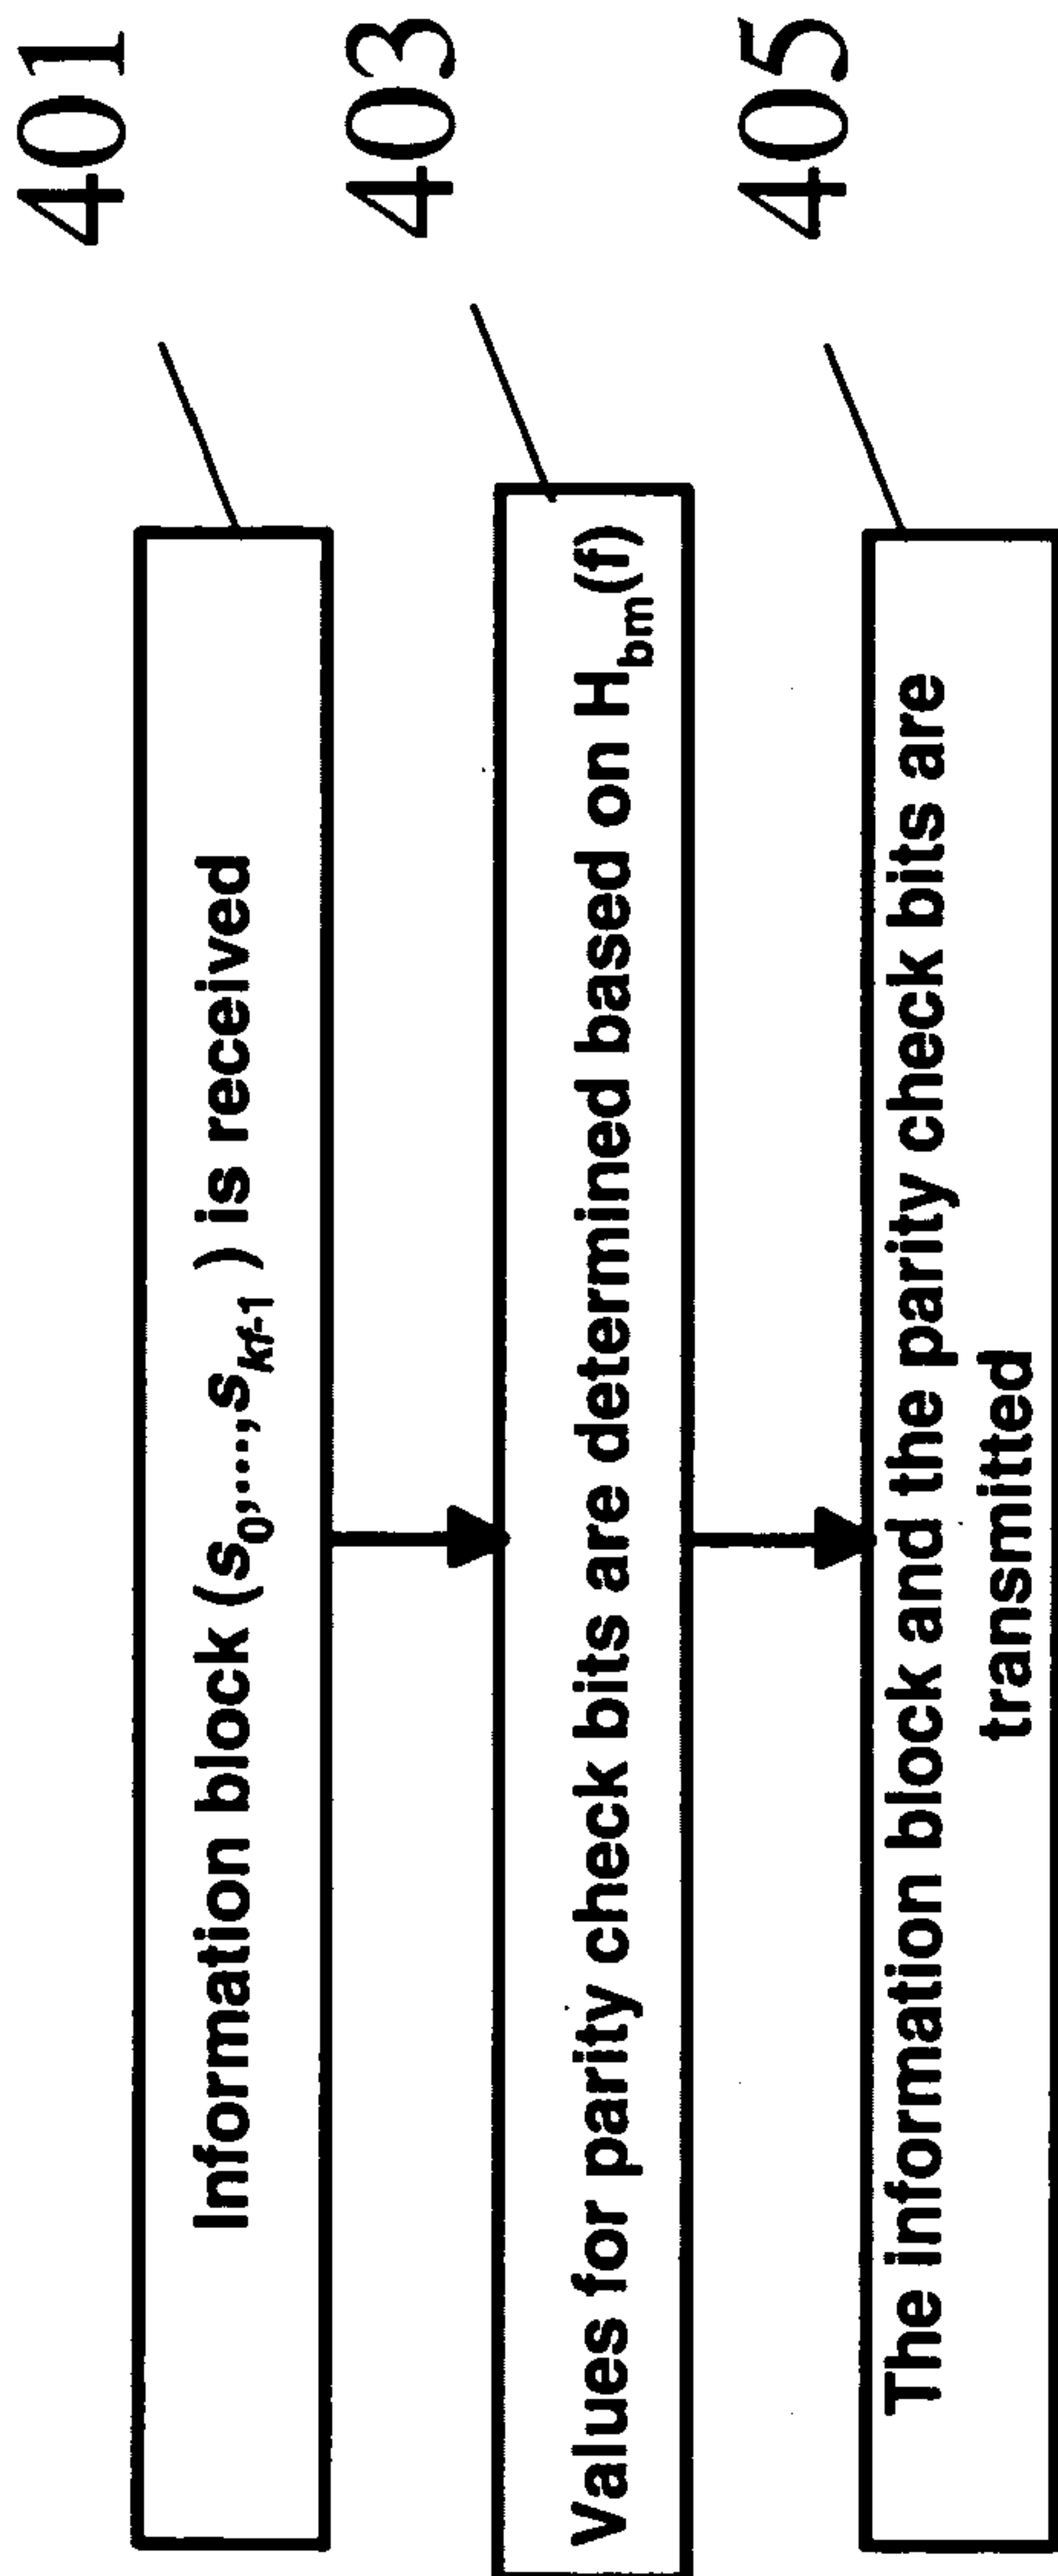 401
Information block (s0,...,skf-1 ) is received
403
Values for parity check bits are determined based on Hbm(f)
405
The information block and the parity check bits are
transmitted